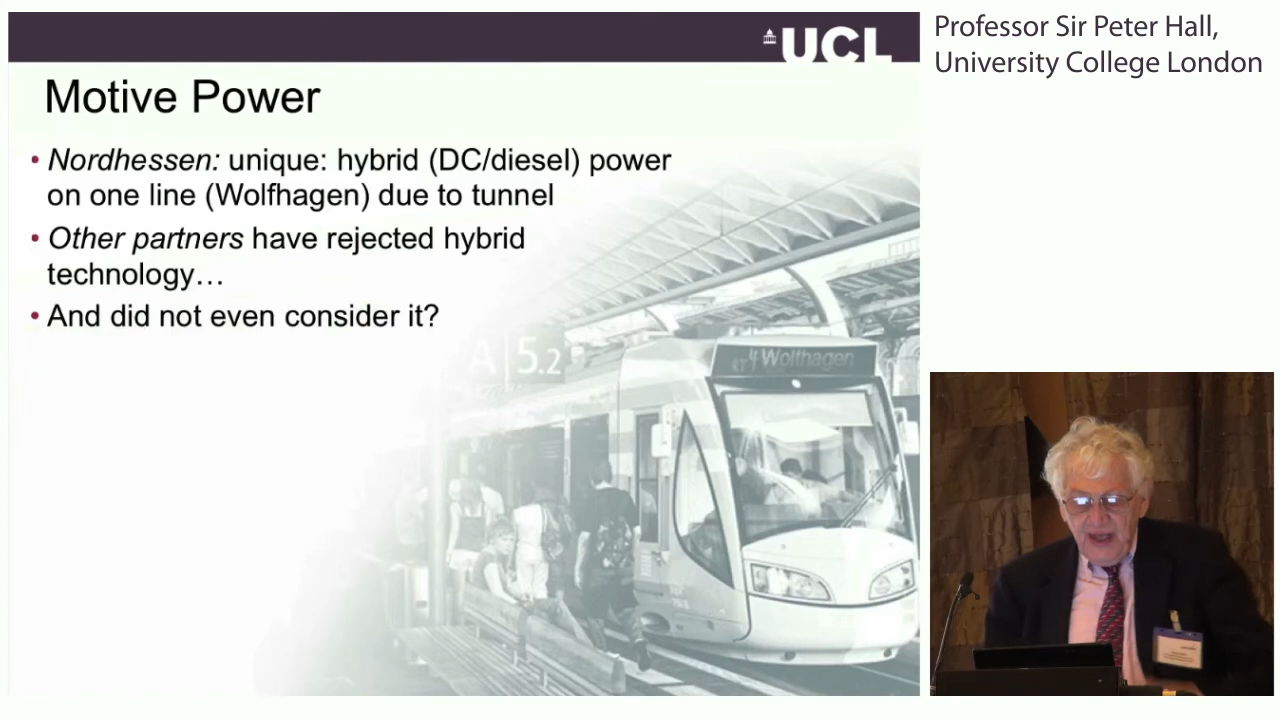 UCL
Professor Sir Peter Hall,
University College London
Motive Power
• Nordhessen: unique: hybrid (DC/diesel) power
on one line (Wolfhagen) due to tunnel
• Other partners have rejected hybrid
technology…
• And did not even consider it?
A 5.2
4 Wolfhagen